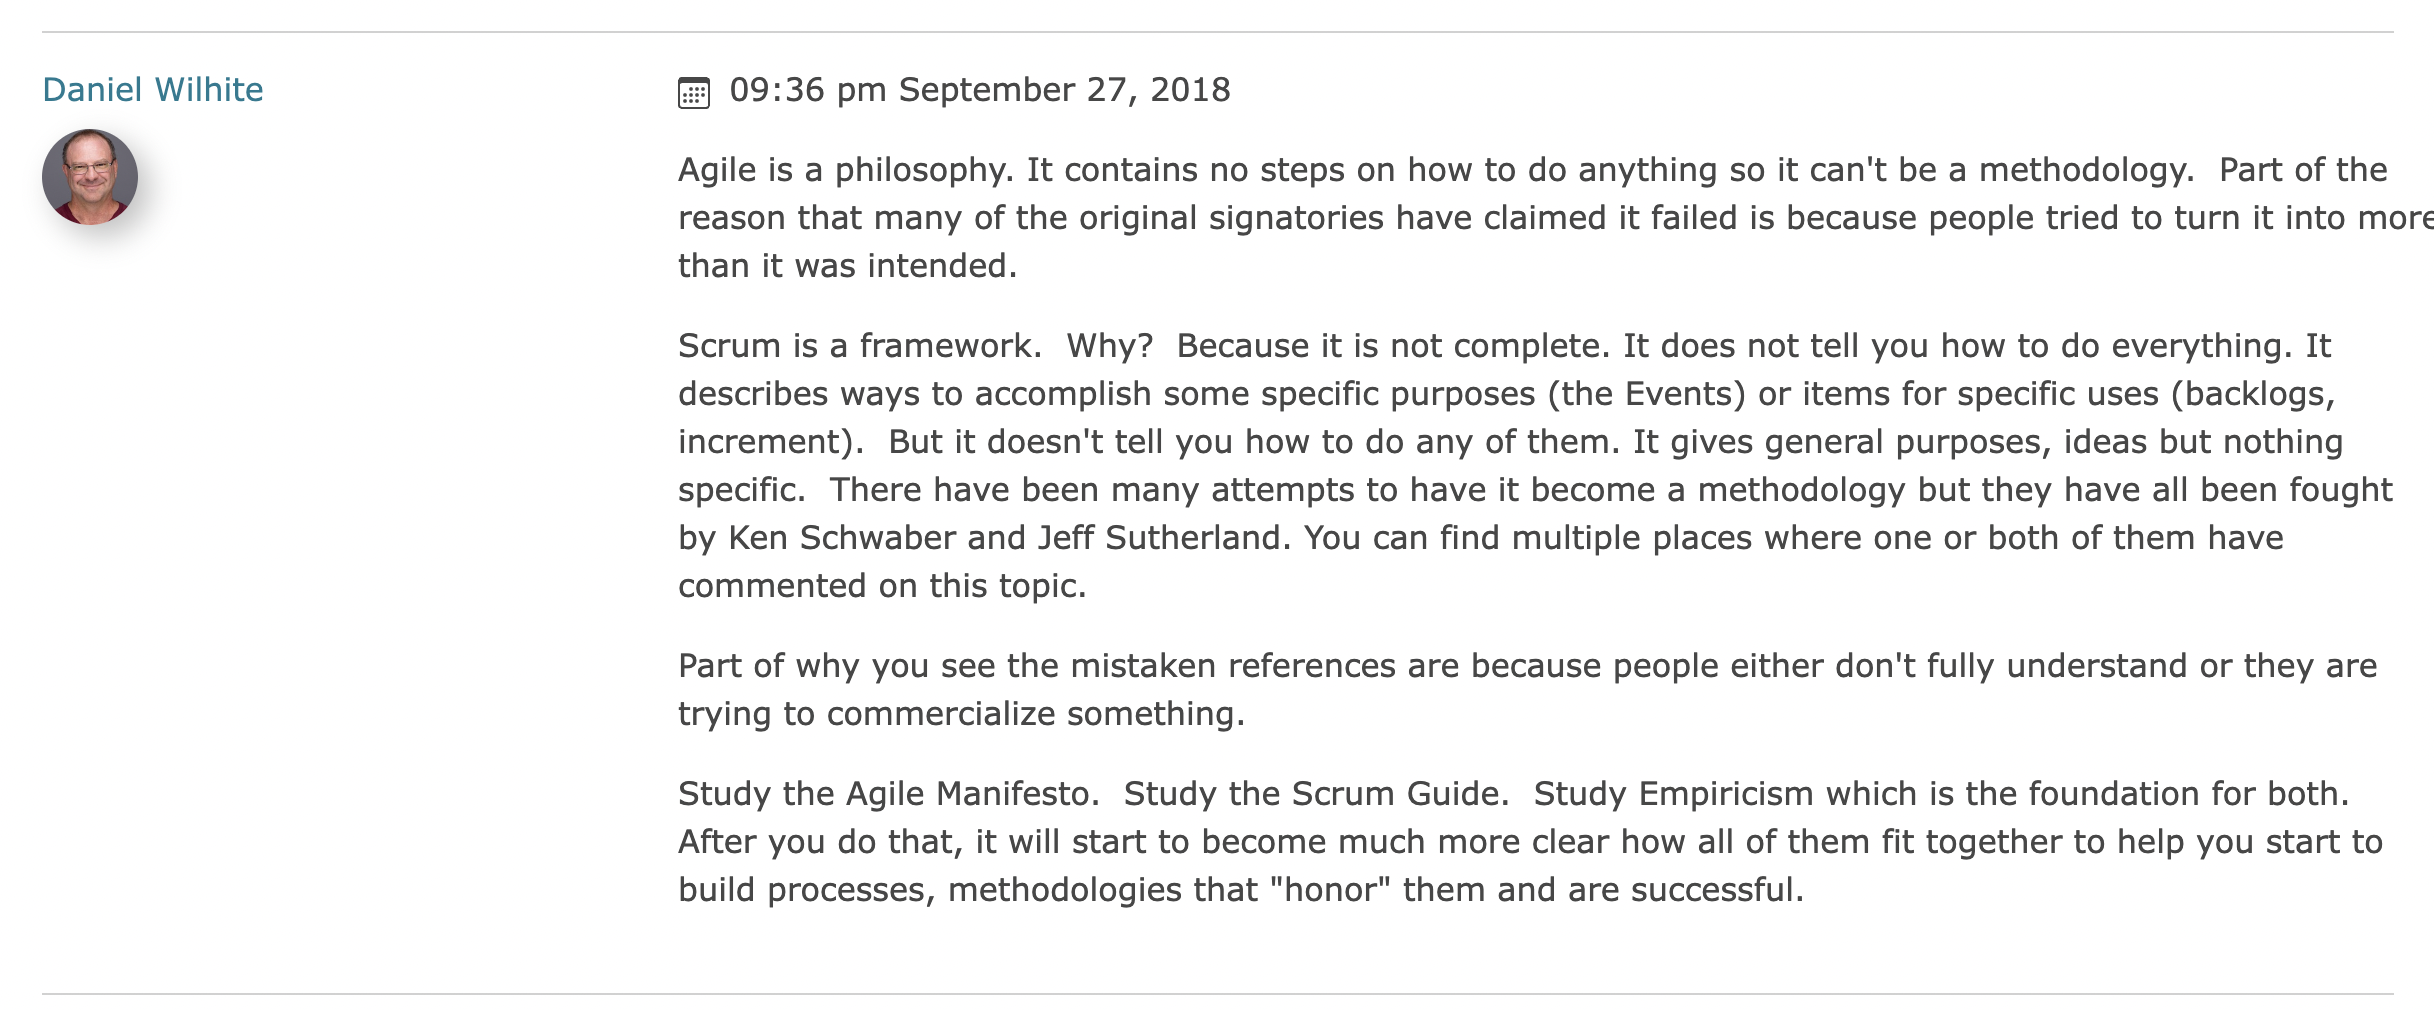 Daniel Wilhite
09:36 pm September 27, 2018
Agile is a philosophy. It contains no steps on how to do anything so it can't be a methodology.  Part of the
reason that many of the original signatories have claimed it failed is because people tried to turn it into more
than it was intended.
Scrum is a framework.  Why?  Because it is not complete. It does not tell you how to do everything. It
describes ways to accomplish some specific purposes (the Events) or items for specific uses (backlogs,
increment).  But it doesn't tell you how to do any of them. It gives general purposes, ideas but nothing
specific.  There have been many attempts to have it become a methodology but they have all been fought
by Ken Schwaber and Jeff Sutherland. You can find multiple places where one or both of them have
commented on this topic.
Part of why you see the mistaken references are because people either don't fully understand or they are
trying to commercialize something.
Study the Agile Manifesto.  Study the Scrum Guide.  Study Empiricism which is the foundation for both.
After you do that, it will start to become much more clear how all of them fit together to help you start to
build processes, methodologies that "honor" them and are successful.